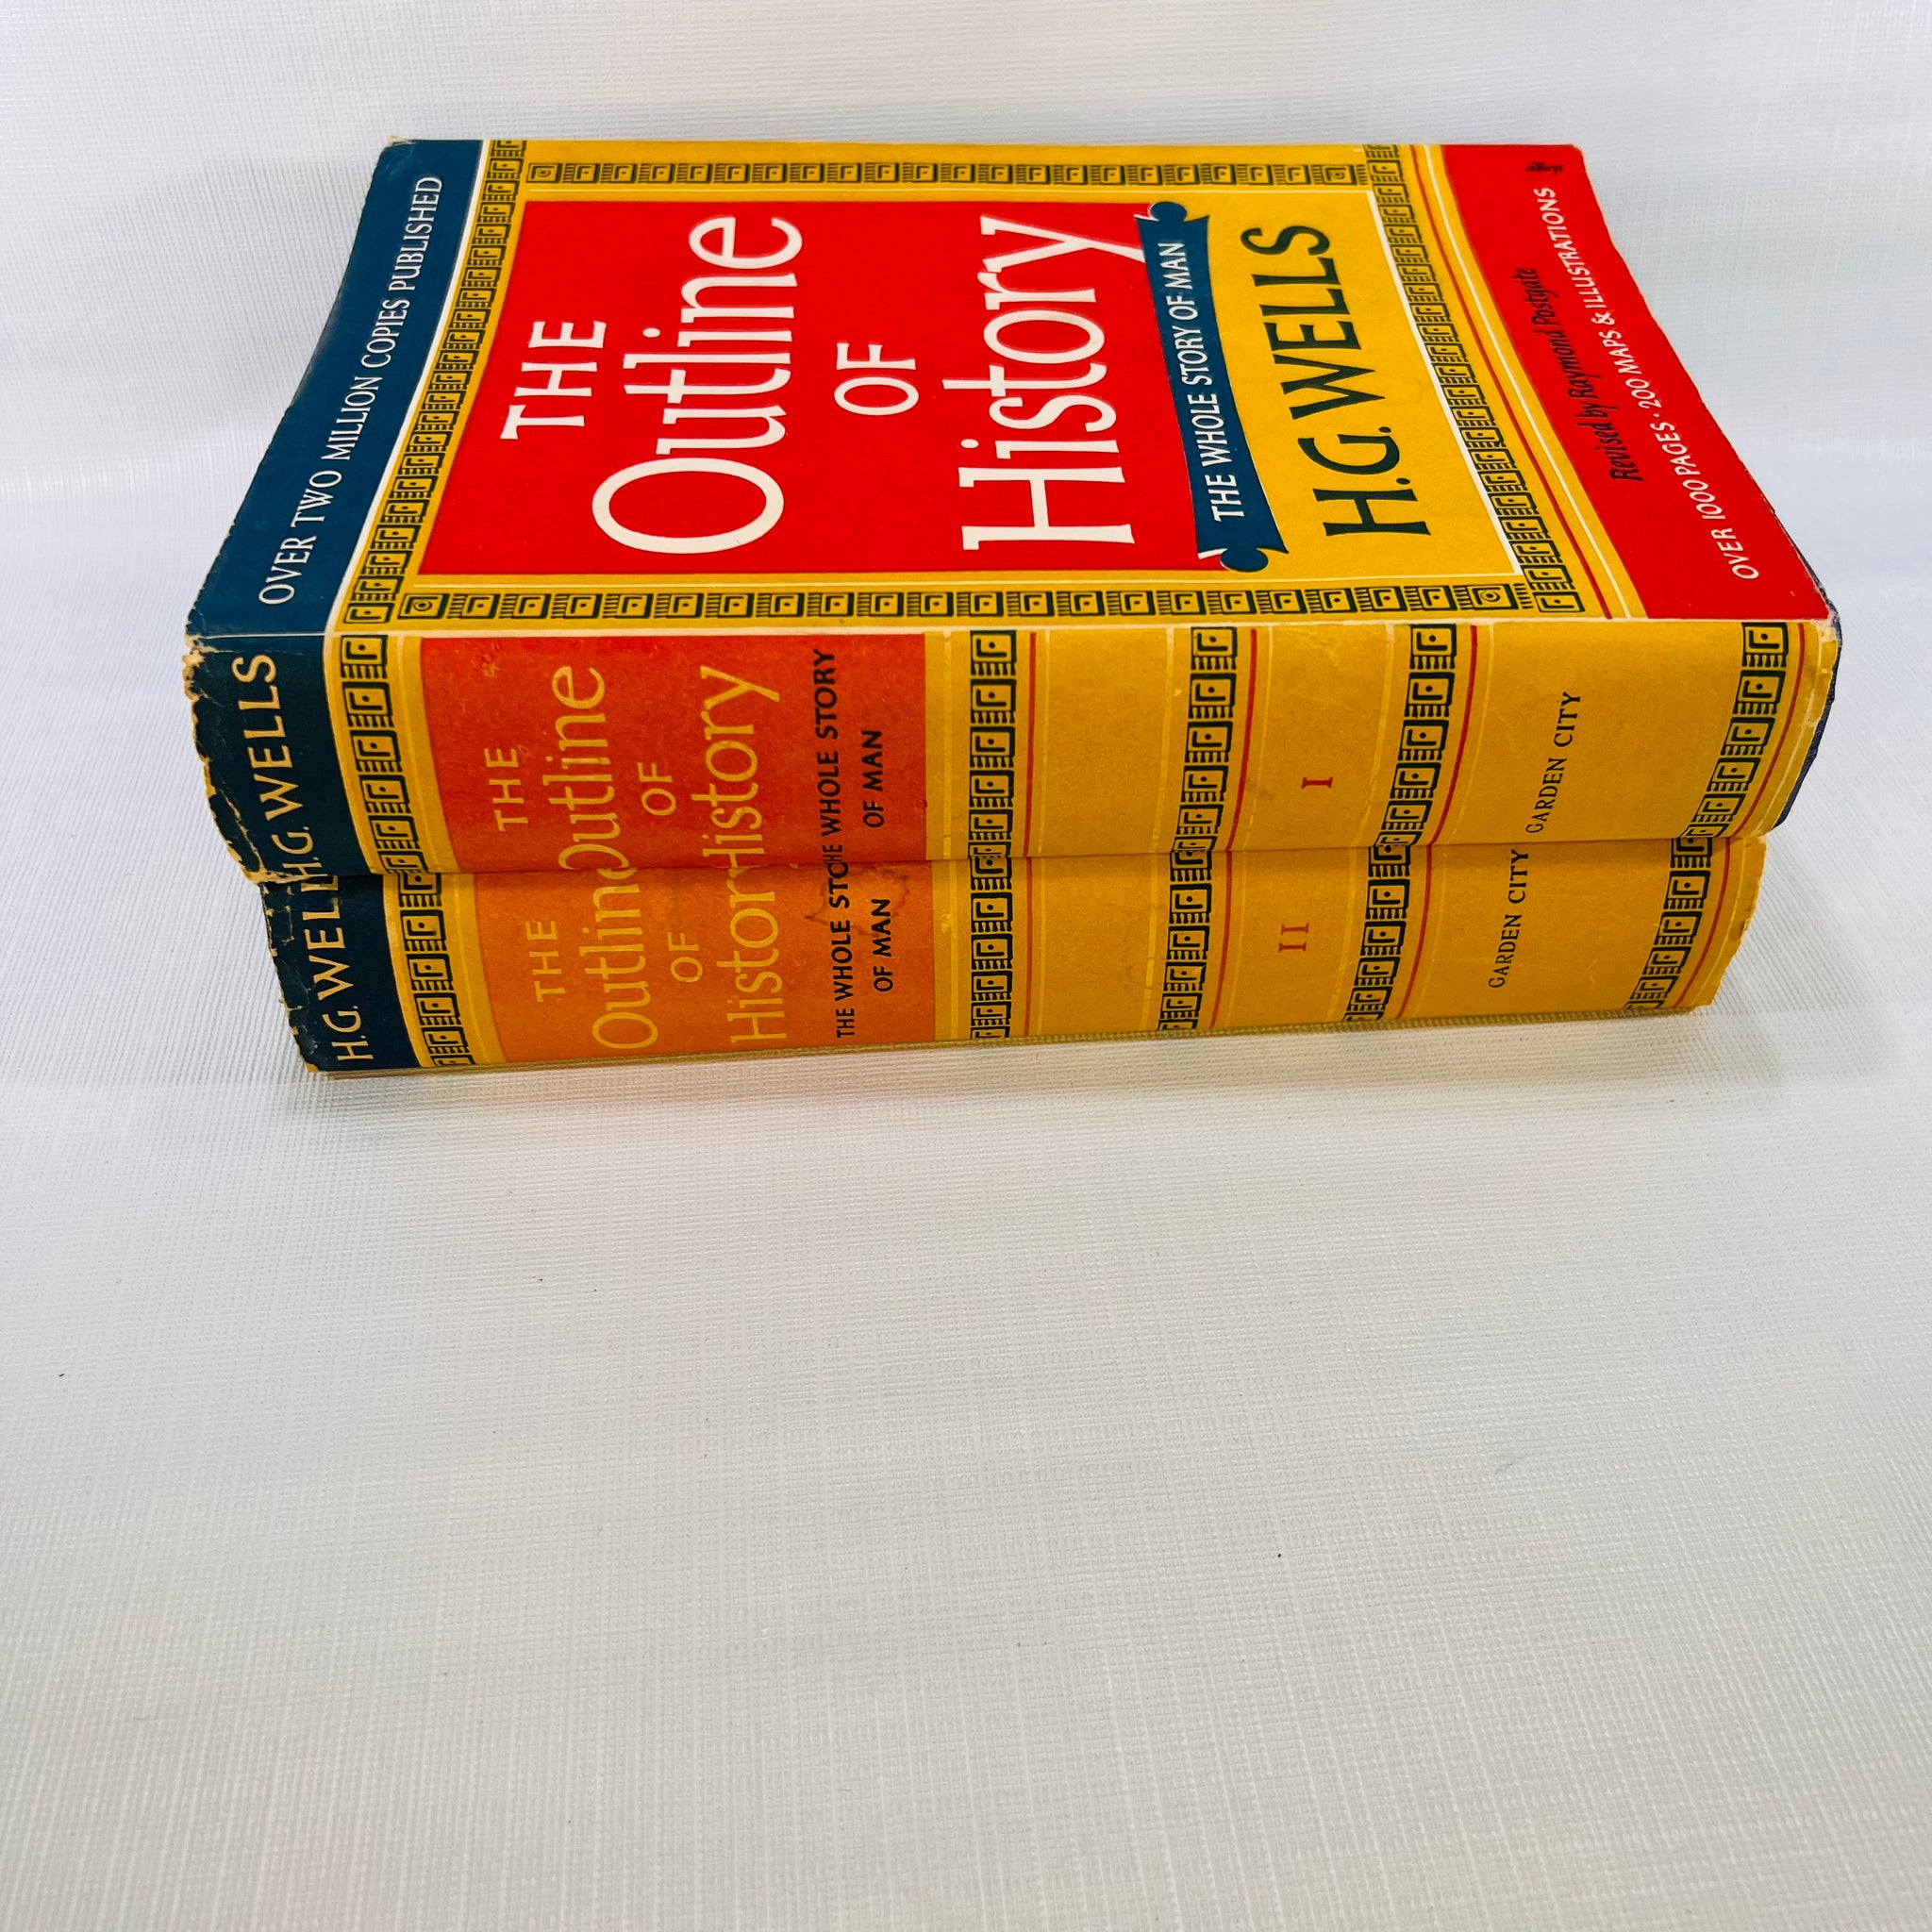 OVER TWO MILLION COPIES PUBLISHED
THE
Outline
OF
History
THE WHOLE STORY OF MAN
H.G. WELLS
Revised by Raymond Postgate
OVER 1000 PAGES · 200 MAPS & ILLUSTRATIONS
H.G. WELLS
THE
Outline
OF
History
THE WHOLE STORY
OF MAN
I
GARDEN CITY
H.G. WELL
THE
Outline
OF
History
THE WHOLE STO
OF MAN
II
GARDEN CITY